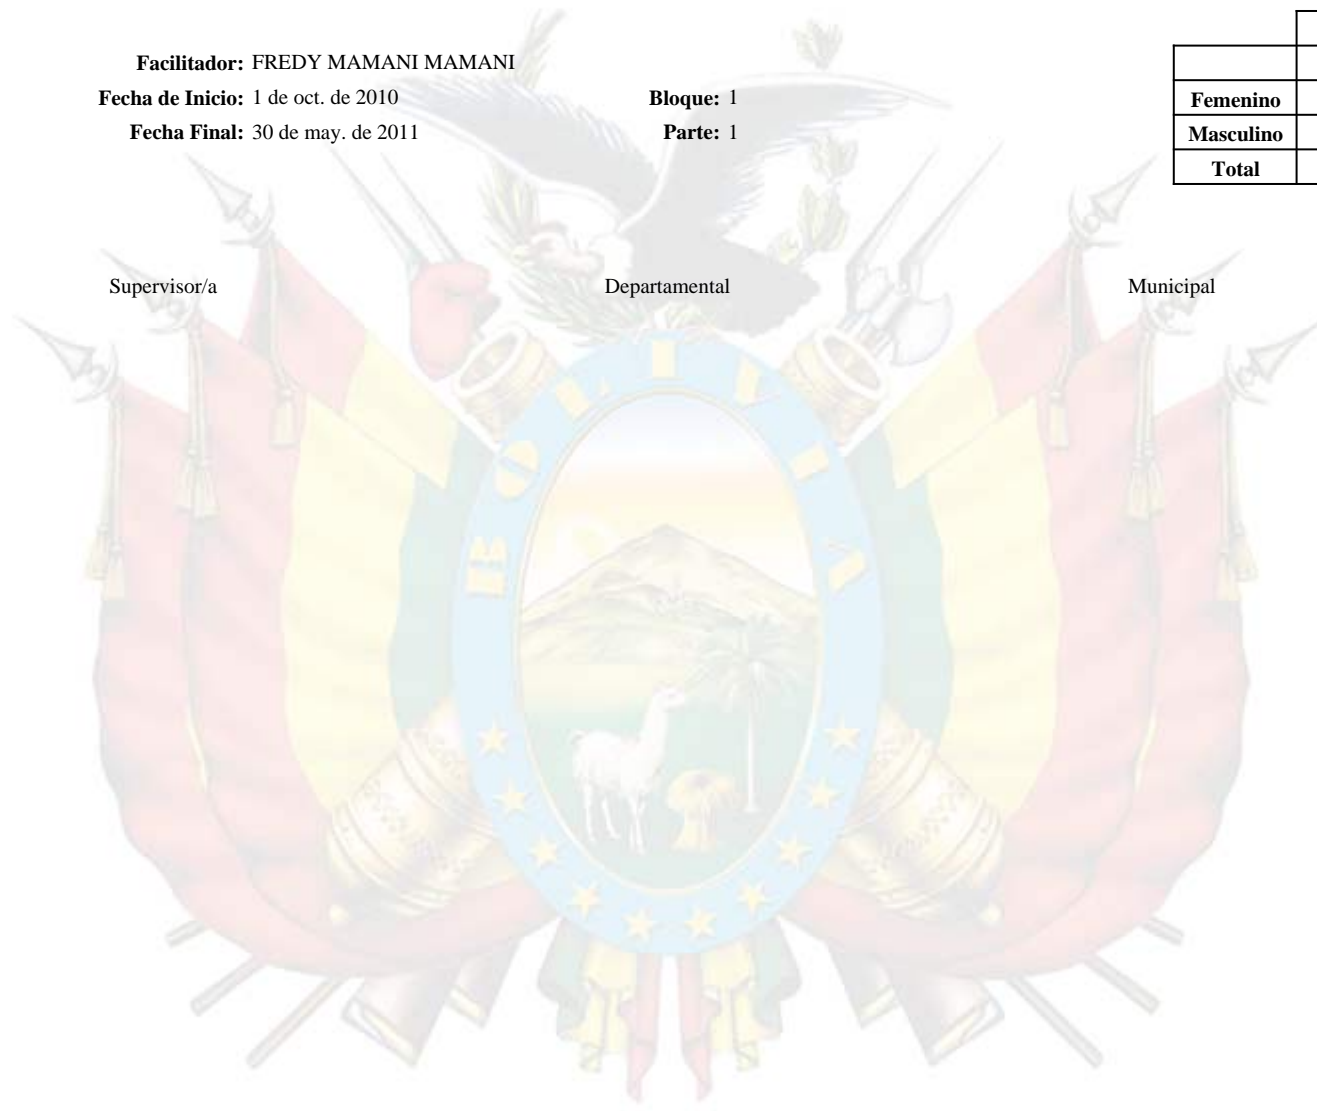 Facilitador: FREDY MAMANI MAMANI
Fecha de Inicio: 1 de oct. de 2010 Bloque: 1
Fecha Final: 30 de may. de 2011 Parte: 1
Femenino
Masculino
Total
Supervisor/a Departamental Municipal
BOLIVIA